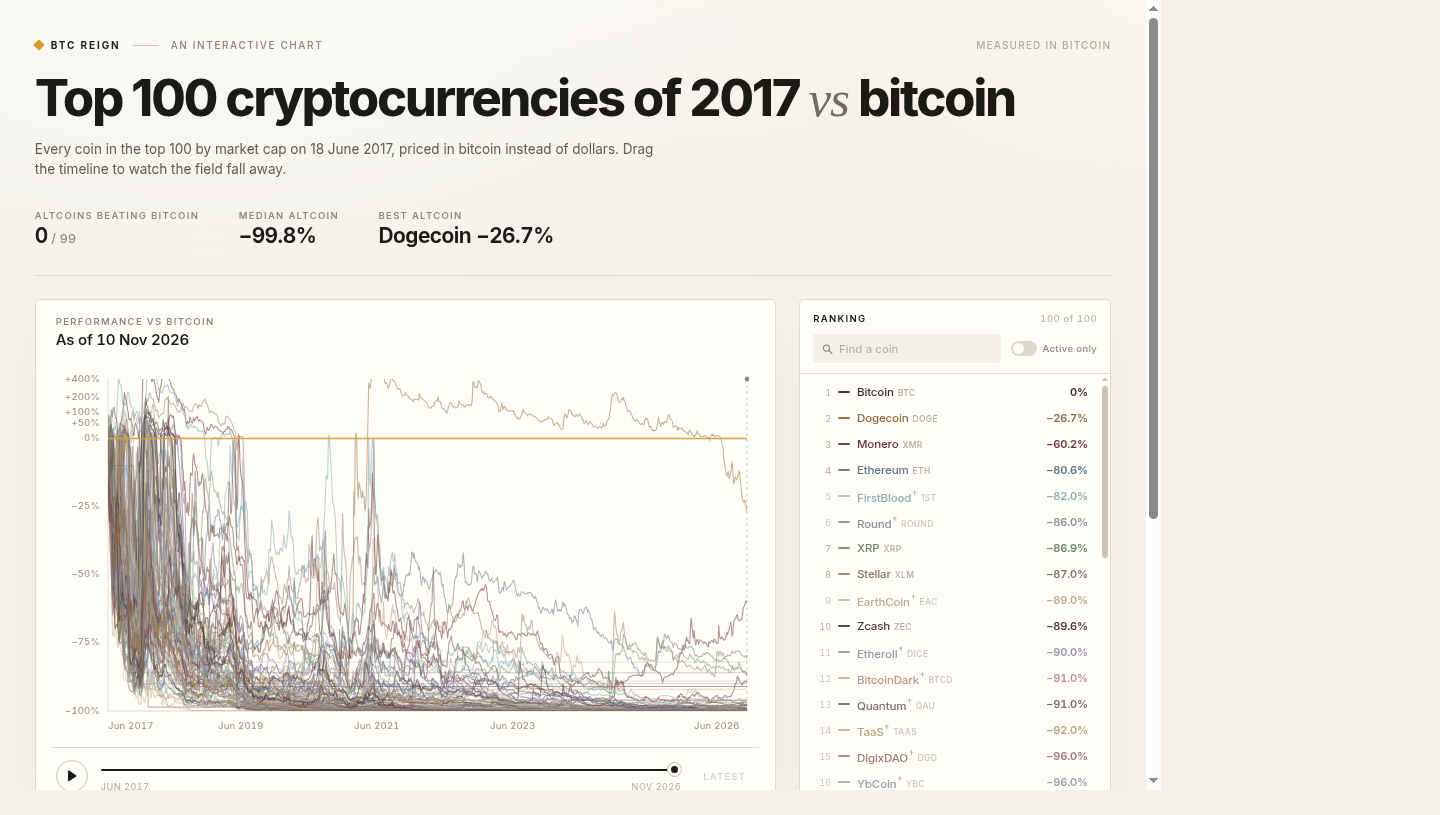 BTC REIGN
AN INTERACTIVE CHART
MEASURED IN BITCOIN
Top 100 cryptocurrencies of 2017 vs bitcoin
Every coin in the top 100 by market cap on 18 June 2017, priced in bitcoin instead of dollars. Drag
the timeline to watch the field fall away.
ALTCOINS BEATING BITCOIN
0 / 99
MEDIAN ALTCOIN
−99.8%
BEST ALTCOIN
Dogecoin −26.7%
PERFORMANCE VS BITCOIN
As of 10 Nov 2026
+400%
+200%
+100%
+50%
0%
−25%
−50%
−75%
−100%
Jun 2017
Jun 2019
Jun 2021
Jun 2023
Jun 2026
JUN 2017
NOV 2026
LATEST
RANKING
100 of 100
Find a coin
Active only
1 Bitcoin BTC 0%
2 Dogecoin DOGE −26.7%
3 Monero XMR −60.2%
4 Ethereum ETH −80.6%
5 FirstBlood† 1ST −82.0%
6 Round† ROUND −86.0%
7 XRP XRP −86.9%
8 Stellar XLM −87.0%
9 EarthCoin† EAC −89.0%
10 Zcash ZEC −89.6%
11 Etheroll† DICE −90.0%
12 BitcoinDark† BTCD −91.0%
13 Quantum† QAU −91.0%
14 TaaS† TAAS −92.0%
15 DigixDAO† DGD −96.0%
16 YbCoin† YBC −96.0%